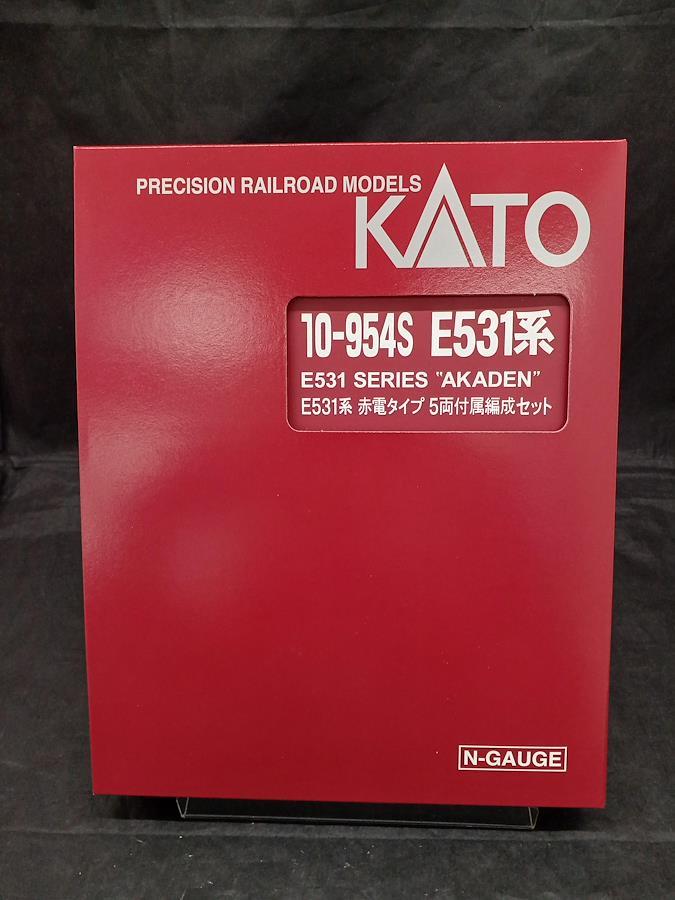 PRECISION RAILROAD MODELS
KATO
10-954S E531系
E531 SERIES "AKADEN"
E531系 赤電タイプ 5両付属編成セット
N-GAUGE